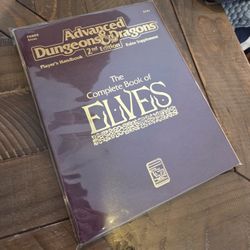 Advanced
Dungeons & Dragons
2nd Edition
Player's Handbook Rules Supplement
The
Complete Book of
ELVES